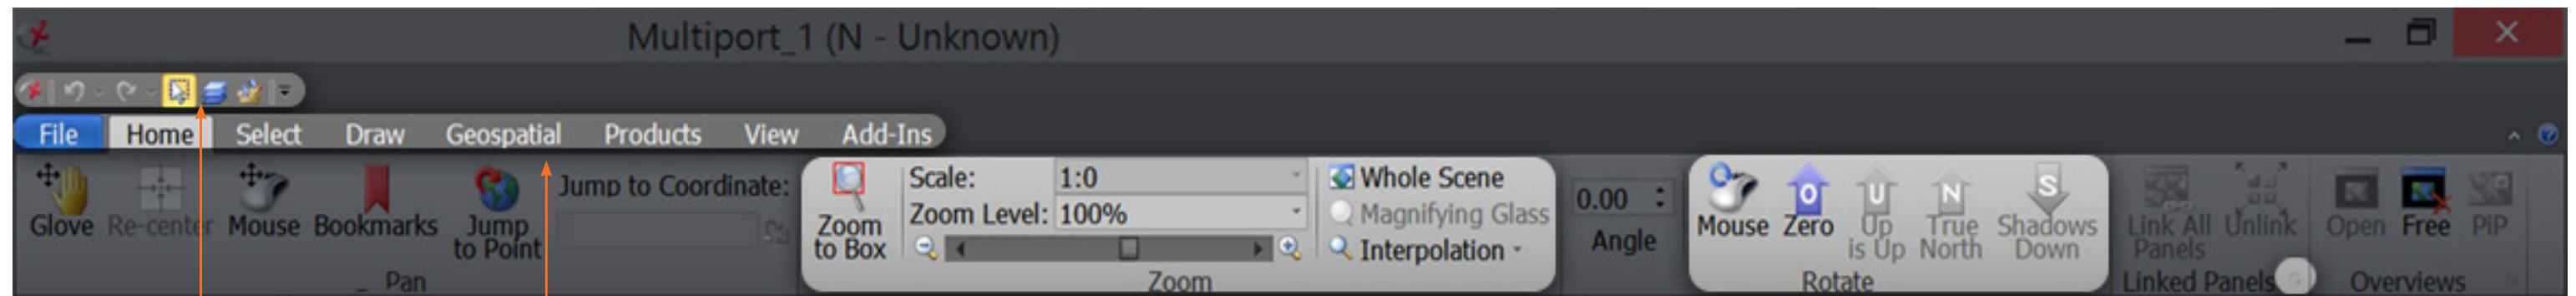 Multiport_1 (N - Unknown)
File Home Select Draw Geospatial Products View Add-Ins
Glove
Re-center
Mouse
Bookmarks
Jump
to Point
Jump to Coordinate:
Pan
Zoom
to Box
Scale: 1:0
Zoom Level: 100%
Whole Scene
Magnifying Glass
Interpolation
Zoom
0.00
Angle
Mouse
O
Zero
U
Up
is Up
N
True
North
S
Shadows
Down
Rotate
Link All
Panels
Unlink
Linked Panels
Open
Free
PiP
Overviews